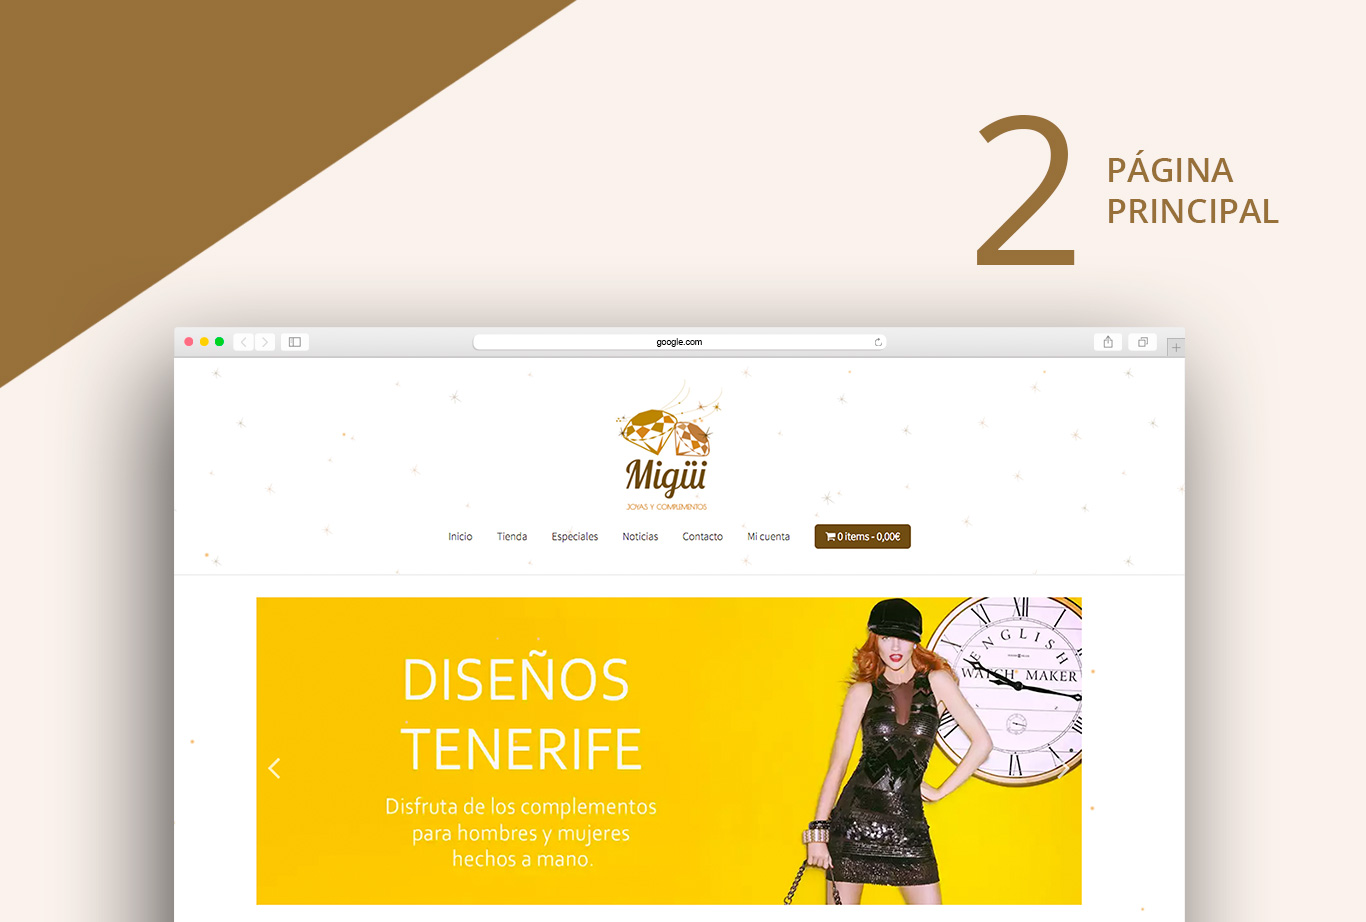 2
PÁGINA
PRINCIPAL
google.com
Migüi
JOYAS Y COMPLEMENTOS
Inicio Tienda Especiales Noticias Contacto Mi cuenta 0 items - 0,00€
DISEÑOS
TENERIFE
Disfruta de los complementos
para hombres y mujeres
hechos a mano.
ENGLISH
WATCH MAKER